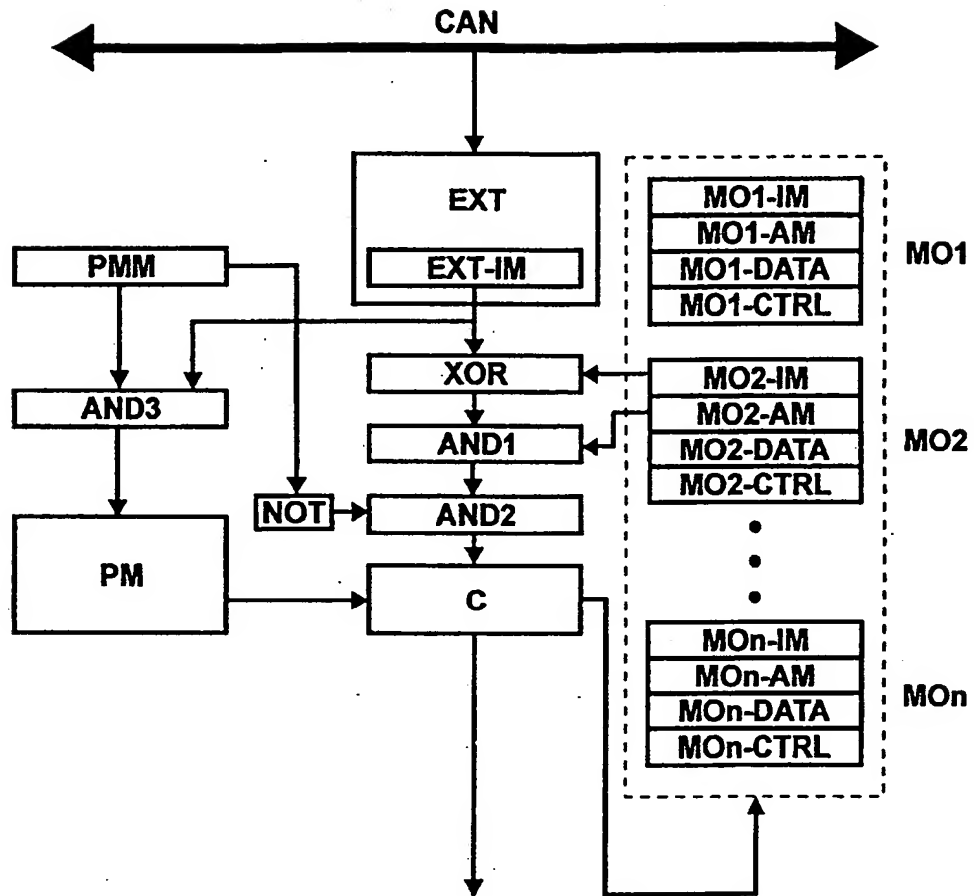 CAN
EXT
EXT-IM
PMM
XOR
AND3
AND1
NOT
AND2
PM
C
MO1-IM
MO1-AM
MO1-DATA
MO1-CTRL
MO1
MO2-IM
MO2-AM
MO2-DATA
MO2-CTRL
MO2
MOn-IM
MOn-AM
MOn-DATA
MOn-CTRL
MOn